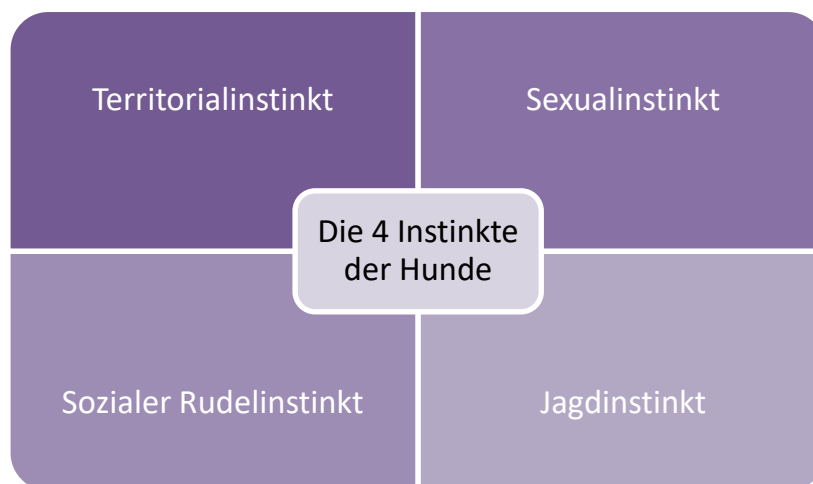 Territorialinstinkt
Sexualinstinkt
Die 4 Instinkte
der Hunde
Sozialer Rudelinstinkt
Jagdinstinkt